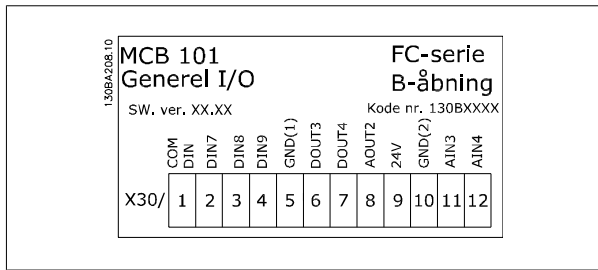 130BA208.10
MCB 101
Generel I/O
FC-serie
B-åbning
SW. ver. XX.XX
Kode nr. 130BXXXX
COM DIN
DIN7
DIN8
DIN9
GND(1)
DOUT3
DOUT4
AOUT2
24V
GND(2)
AIN3
AIN4
X30/ 1 2 3 4 5 6 7 8 9 10 11 12